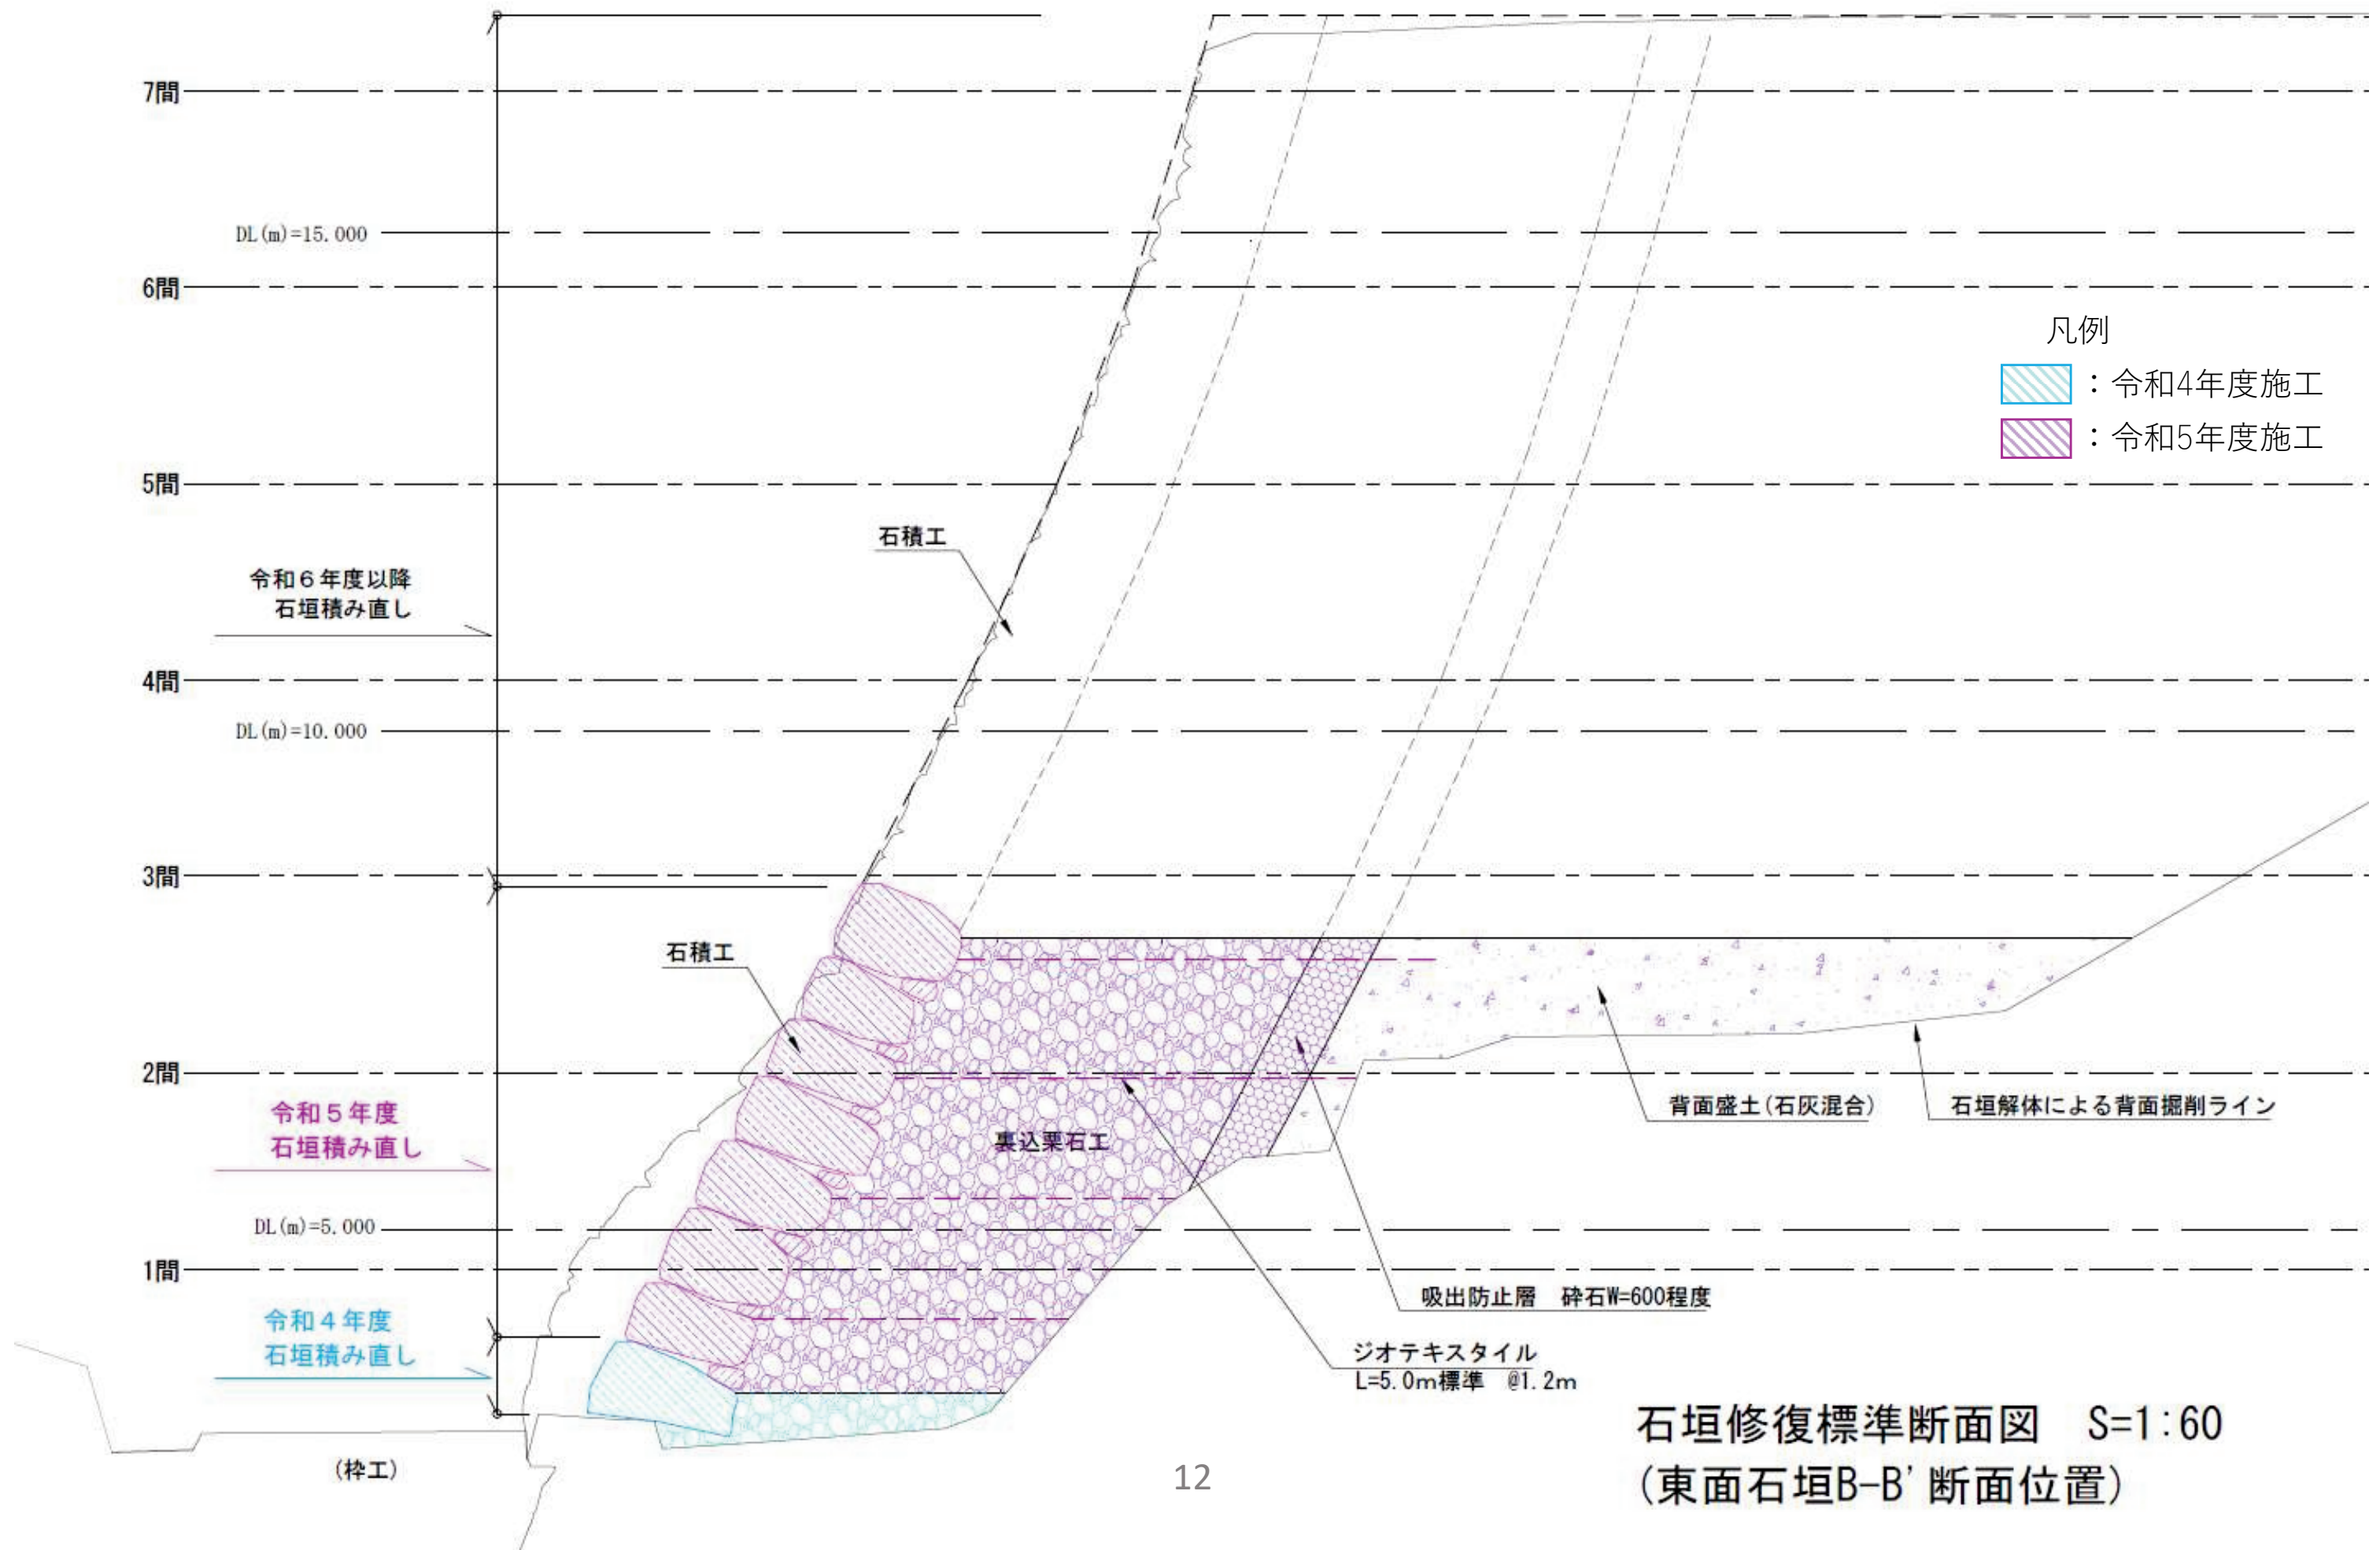 7間
DL(m)=15.000
6間
凡例
：令和4年度施工
：令和5年度施工
5間
石積工
令和６年度以降
石垣積み直し
4間
DL(m)=10.000
3間
石積工
2間
令和５年度
石垣積み直し
背面盛土(石灰混合)
石垣解体による背面掘削ライン
裏込栗石工
DL(m)=5.000
1間
吸出防止層　砕石W=600程度
令和４年度
石垣積み直し
ジオテキスタイル
L=5.0m標準　@1.2m
石垣修復標準断面図　S=1:60
(東面石垣B-B'断面位置)
(枠工)
12